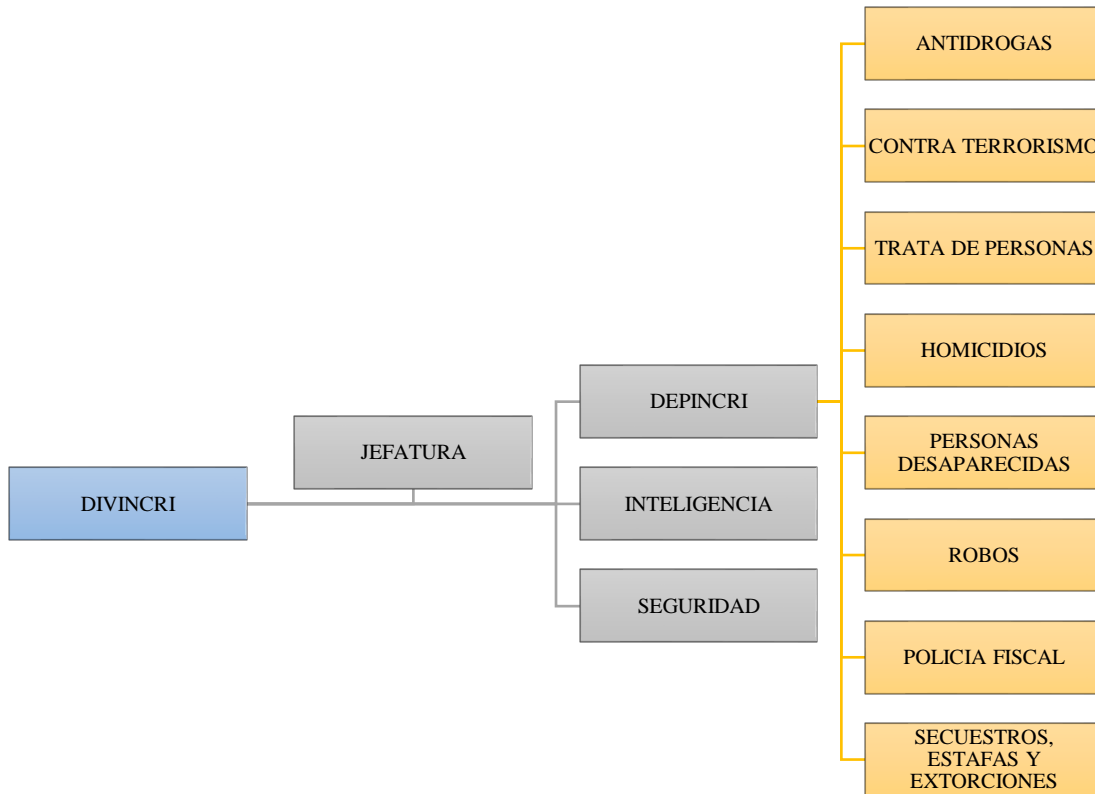 DIVINCRI
JEFATURA
DEPINCRI
INTELIGENCIA
SEGURIDAD
ANTIDROGAS
CONTRA TERRORISMO
TRATA DE PERSONAS
HOMICIDIOS
PERSONAS
DESAPARECIDAS
ROBOS
POLICIA FISCAL
SECUESTROS,
ESTAFAS Y
EXTORCIONES